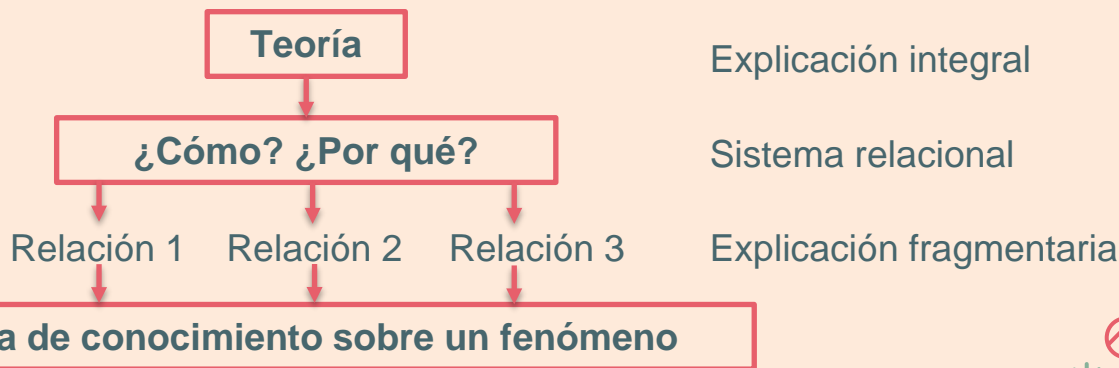 Teoría
Explicación integral
¿Cómo? ¿Por qué?
Sistema relacional
Relación 1 Relación 2 Relación 3
Explicación fragmentaria
de conocimiento sobre un fenómeno